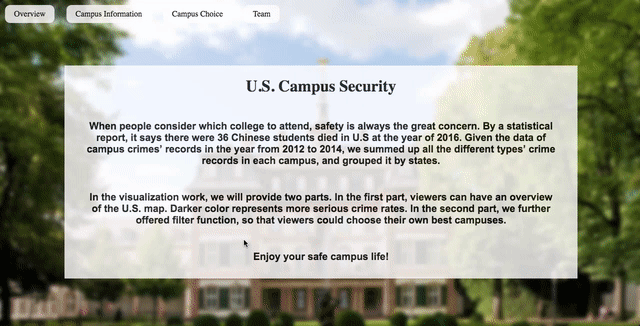 Overview
Campus Information
Campus Choice
Team
U.S. Campus Security
When people consider which college to attend, safety is always the great concern. By a statistical
report, it says there were 36 Chinese students died in U.S at the year of 2016. Given the data of
campus crimes' records in the year from 2012 to 2014, we summed up all the different types' crime
records in each campus, and grouped it by states.
In the visualization work, we will provide two parts. In the first part, viewers can have an overview
of the U.S. map. Darker color represents more serious crime rates. In the second part, we further
offered filter function, so that viewers could choose their own best campuses.
Enjoy your safe campus life!